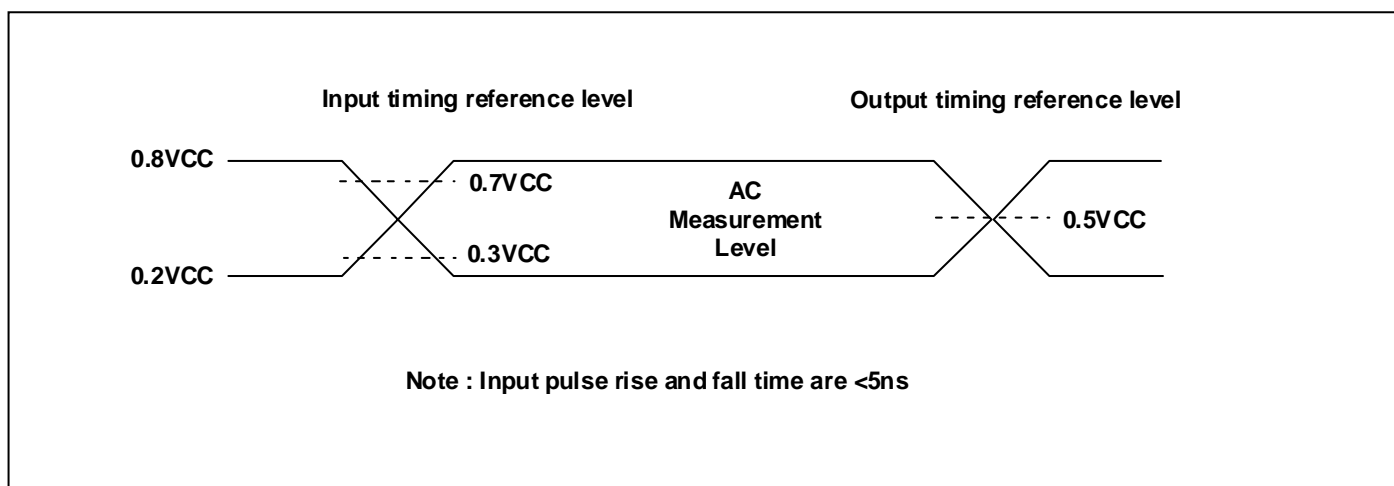 Input timing reference level
Output timing reference level
0.8VCC
0.7VCC
AC
Measurement
Level
0.5VCC
0.3VCC
0.2VCC
Note : Input pulse rise and fall time are <5ns